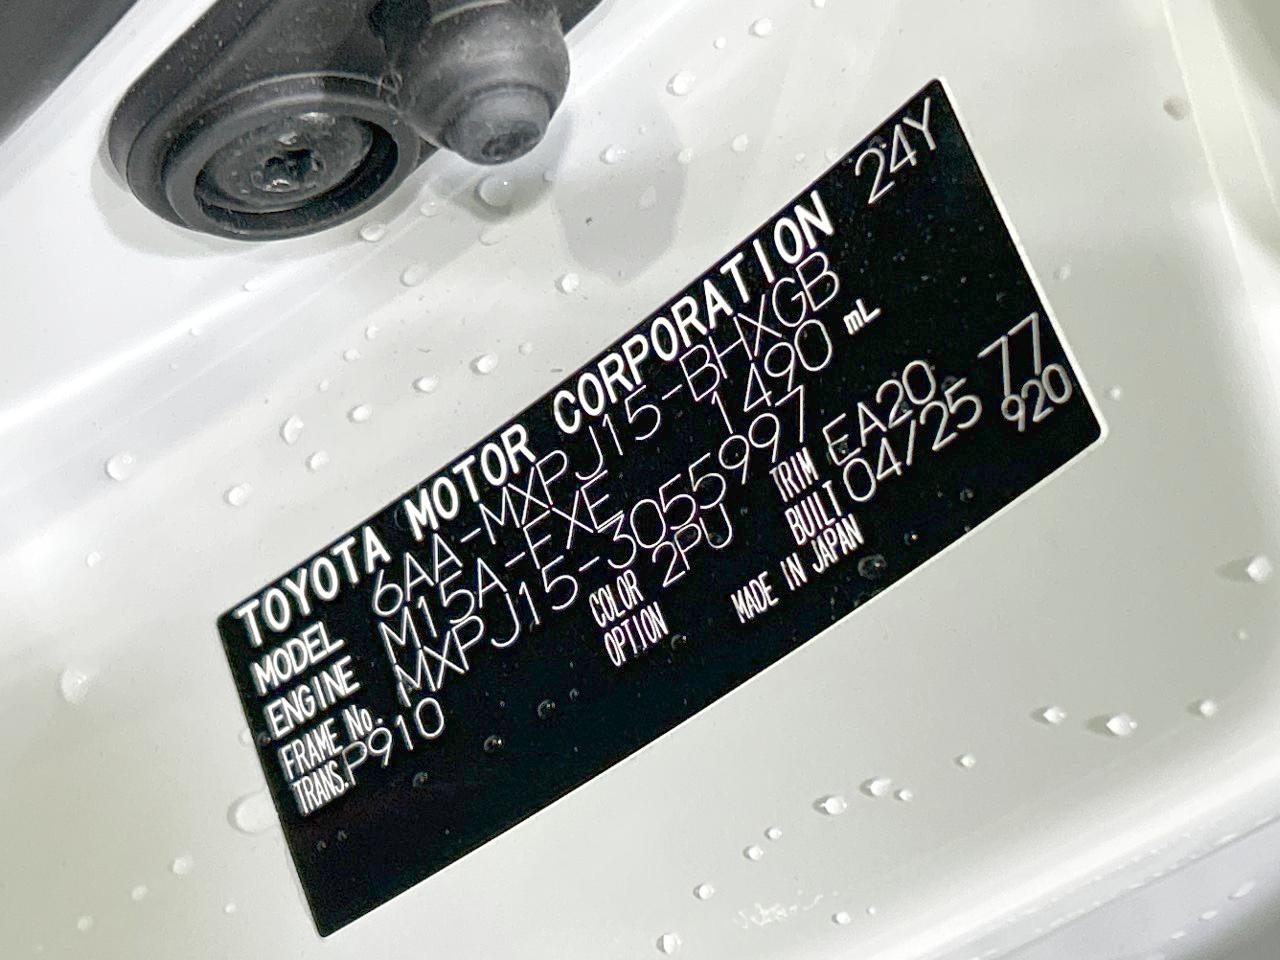 TOYOTA MOTOR CORPORATION 24Y
MODEL 6AA-MXPJ15-BHXGB
ENGINE M15A-FXE 1490 mL
FRAME No. MXPJ15-3055997
TRANS. P910 COLOR 2PU TRIM EA20 77
OPTION BUILT 04/25 920
MADE IN JAPAN